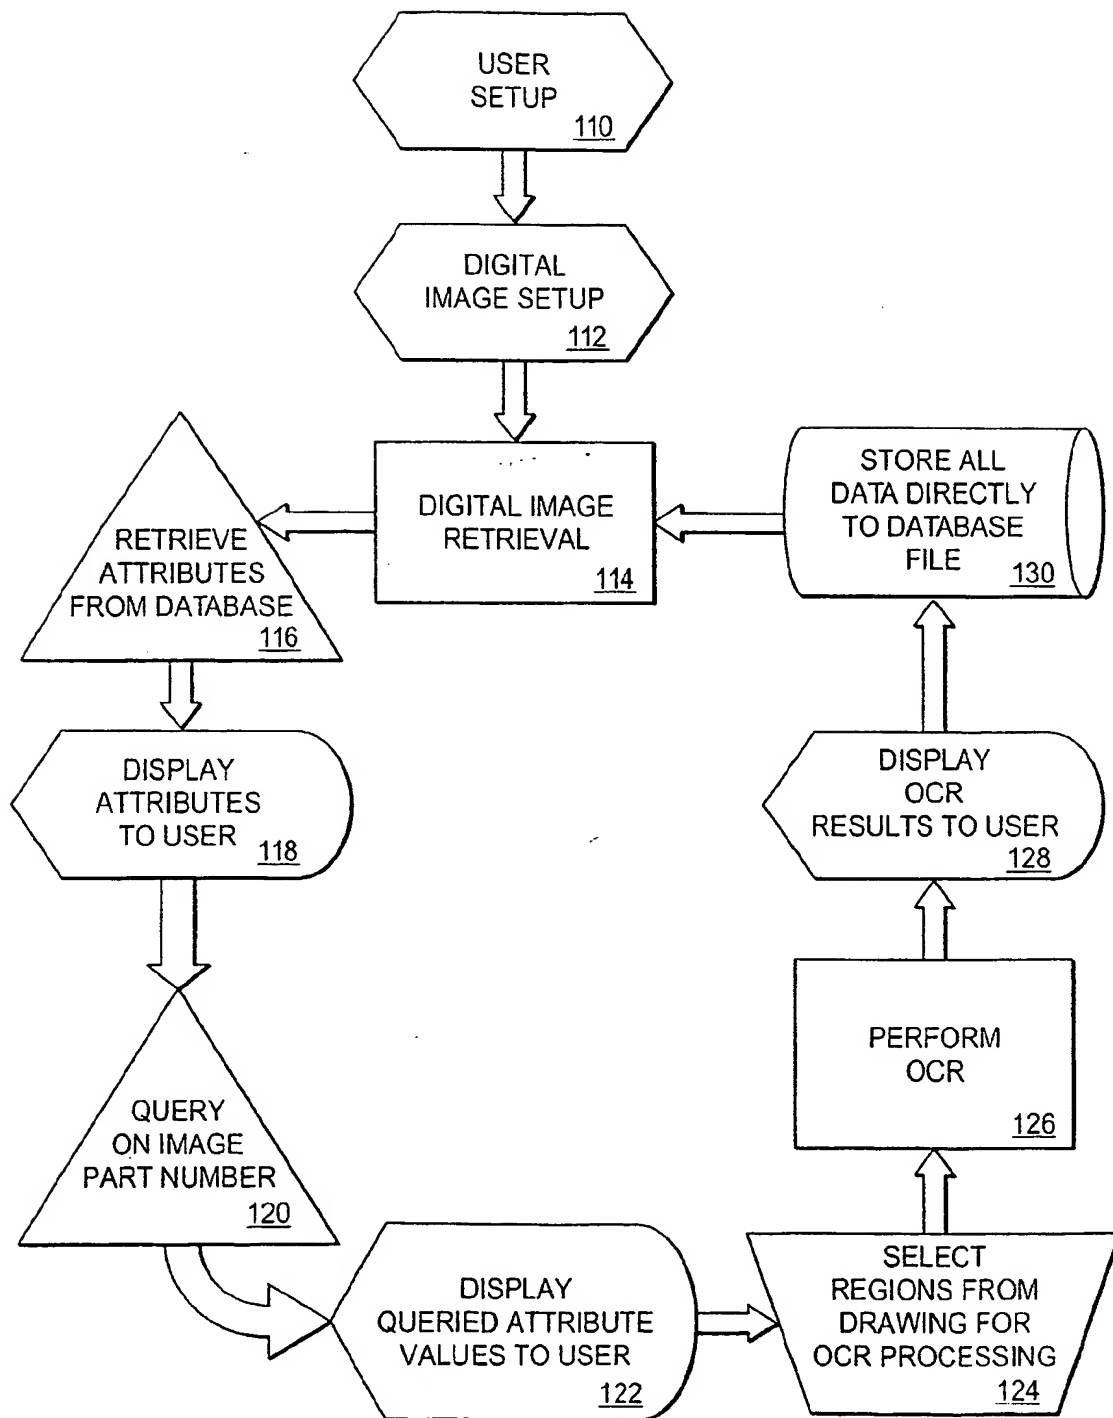 USER
SETUP
110
DIGITAL
IMAGE SETUP
112
DIGITAL IMAGE
RETRIEVAL
114
RETRIEVE
ATTRIBUTES
FROM DATABASE
116
DISPLAY
ATTRIBUTES
TO USER
118
QUERY
ON IMAGE
PART NUMBER
120
DISPLAY
QUERIED ATTRIBUTE
VALUES TO USER
122
SELECT
REGIONS FROM
DRAWING FOR
OCR PROCESSING
124
PERFORM
OCR
126
DISPLAY
OCR
RESULTS TO USER
128
STORE ALL
DATA DIRECTLY
TO DATABASE
FILE
130